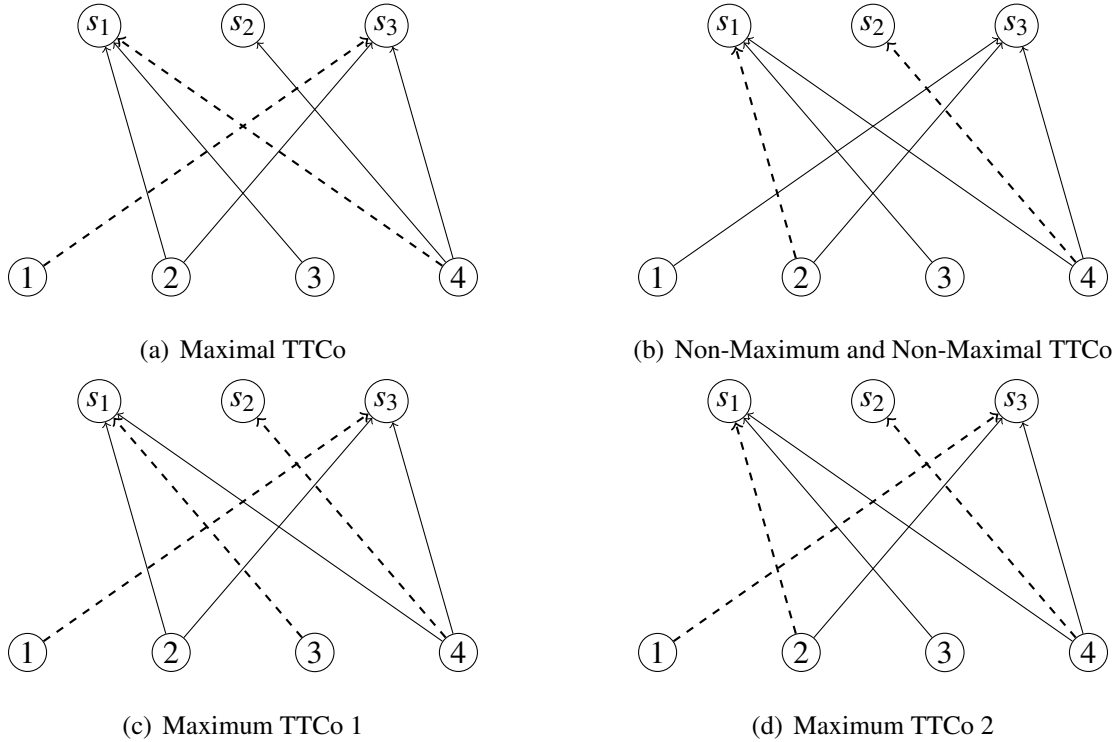 s1 s2 s3 s1 s2 s3
1 2 3 4 1 2 3 4
(a) Maximal TTCo (b) Non-Maximum and Non-Maximal TTCo
s1 s2 s3 s1 s2 s3
1 2 3 4 1 2 3 4
(c) Maximum TTCo 1 (d) Maximum TTCo 2